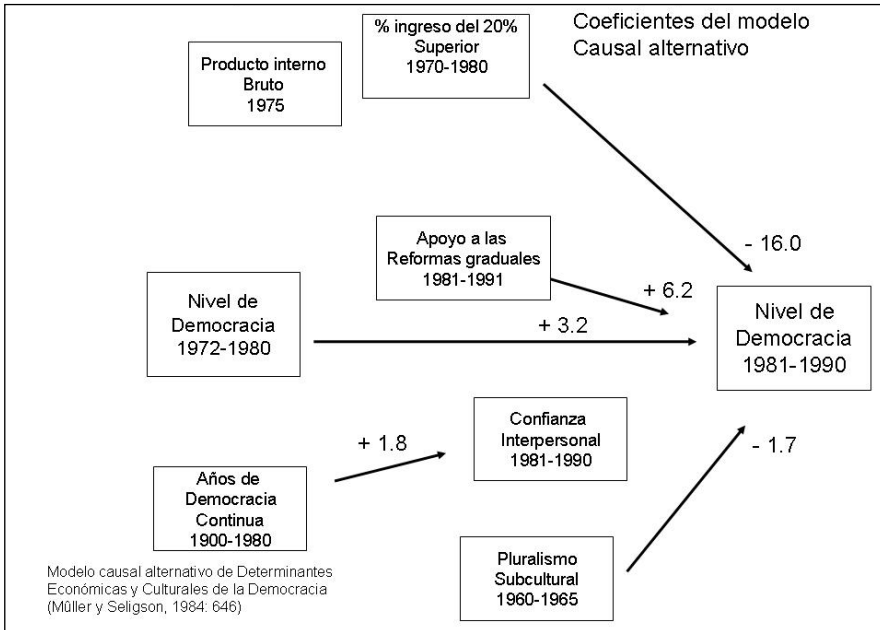 Coeficientes del modelo
Causal alternativo
% ingreso del 20%
Superior
1970-1980
Producto interno
Bruto
1975
- 16.0
Apoyo a las
Reformas graduales
1981-1991
+ 6.2
Nivel de
Democracia
1972-1980
+ 3.2
Nivel de
Democracia
1981-1990
Confianza
Interpersonal
1981-1990
+ 1.8
- 1.7
Años de
Democracia
Continua
1900-1980
Pluralismo
Subcultural
1960-1965
Modelo causal alternativo de Determinantes
Económicas y Culturales de la Democracia
(Mûller y Seligson, 1984: 646)